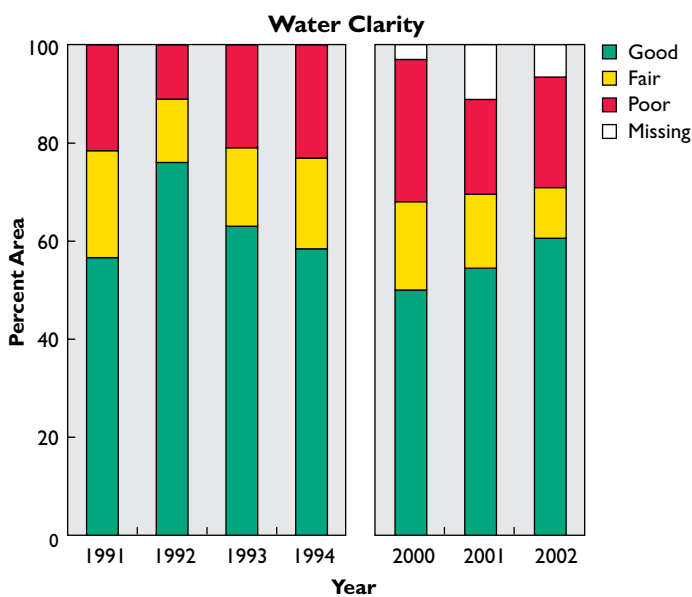 Water Clarity
100
80
60
40
20
0
Percent Area
1991 1992 1993 1994 2000 2001 2002
Year
Good
Fair
Poor
Missing